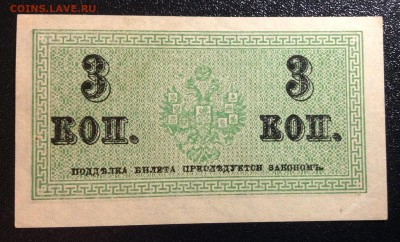 COINS.LAVE.RU
3 3
КОП. КОП.
ПОДДѢЛКА БИЛЕТА ПРЕСЛѢДУЕТСЯ ЗАКОНОМЪ.